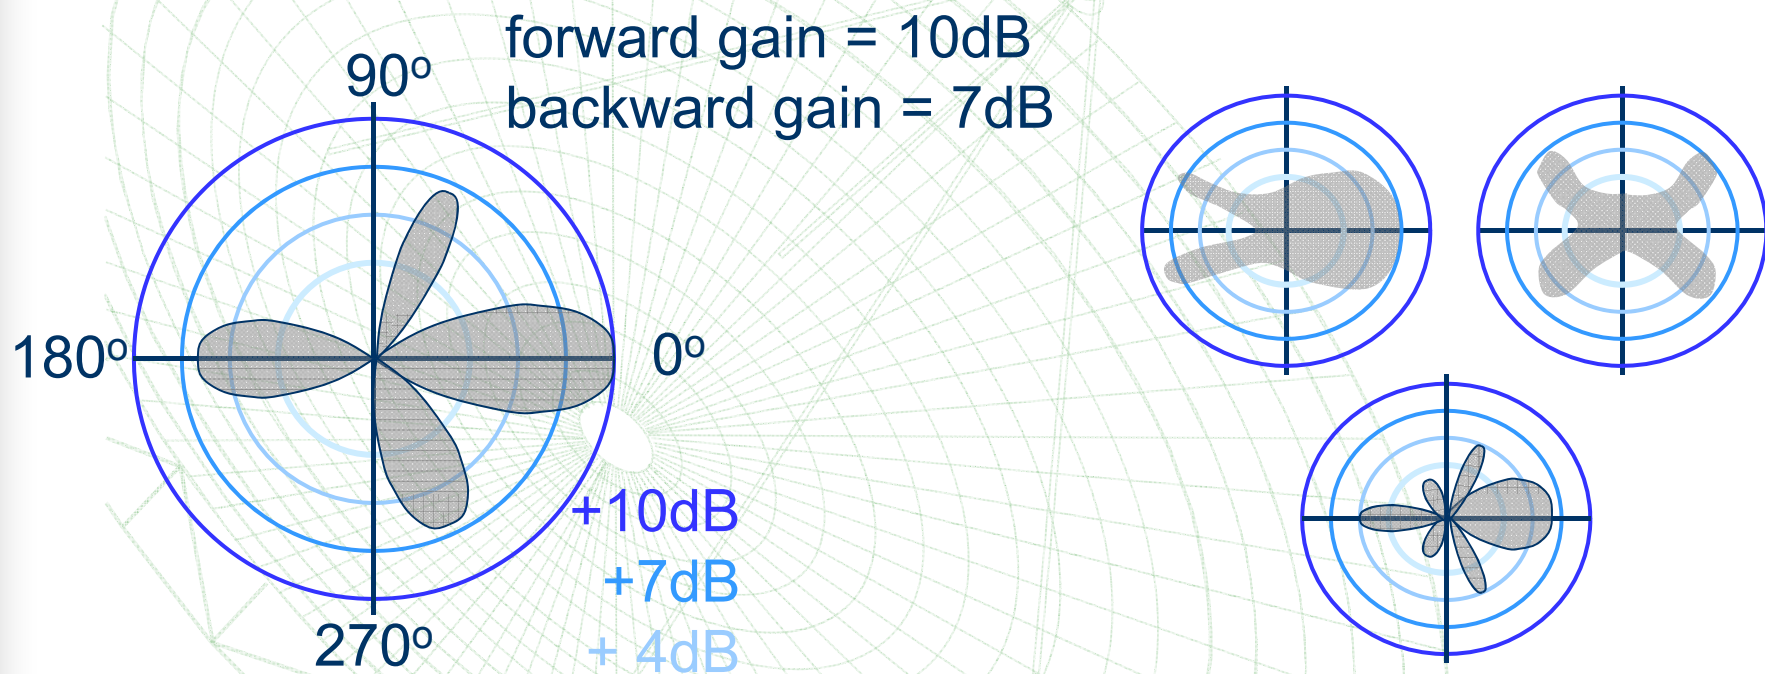 forward gain = 10dB
90º
backward gain = 7dB
180º
0º
+10dB
+7dB
270º
+ 4dB